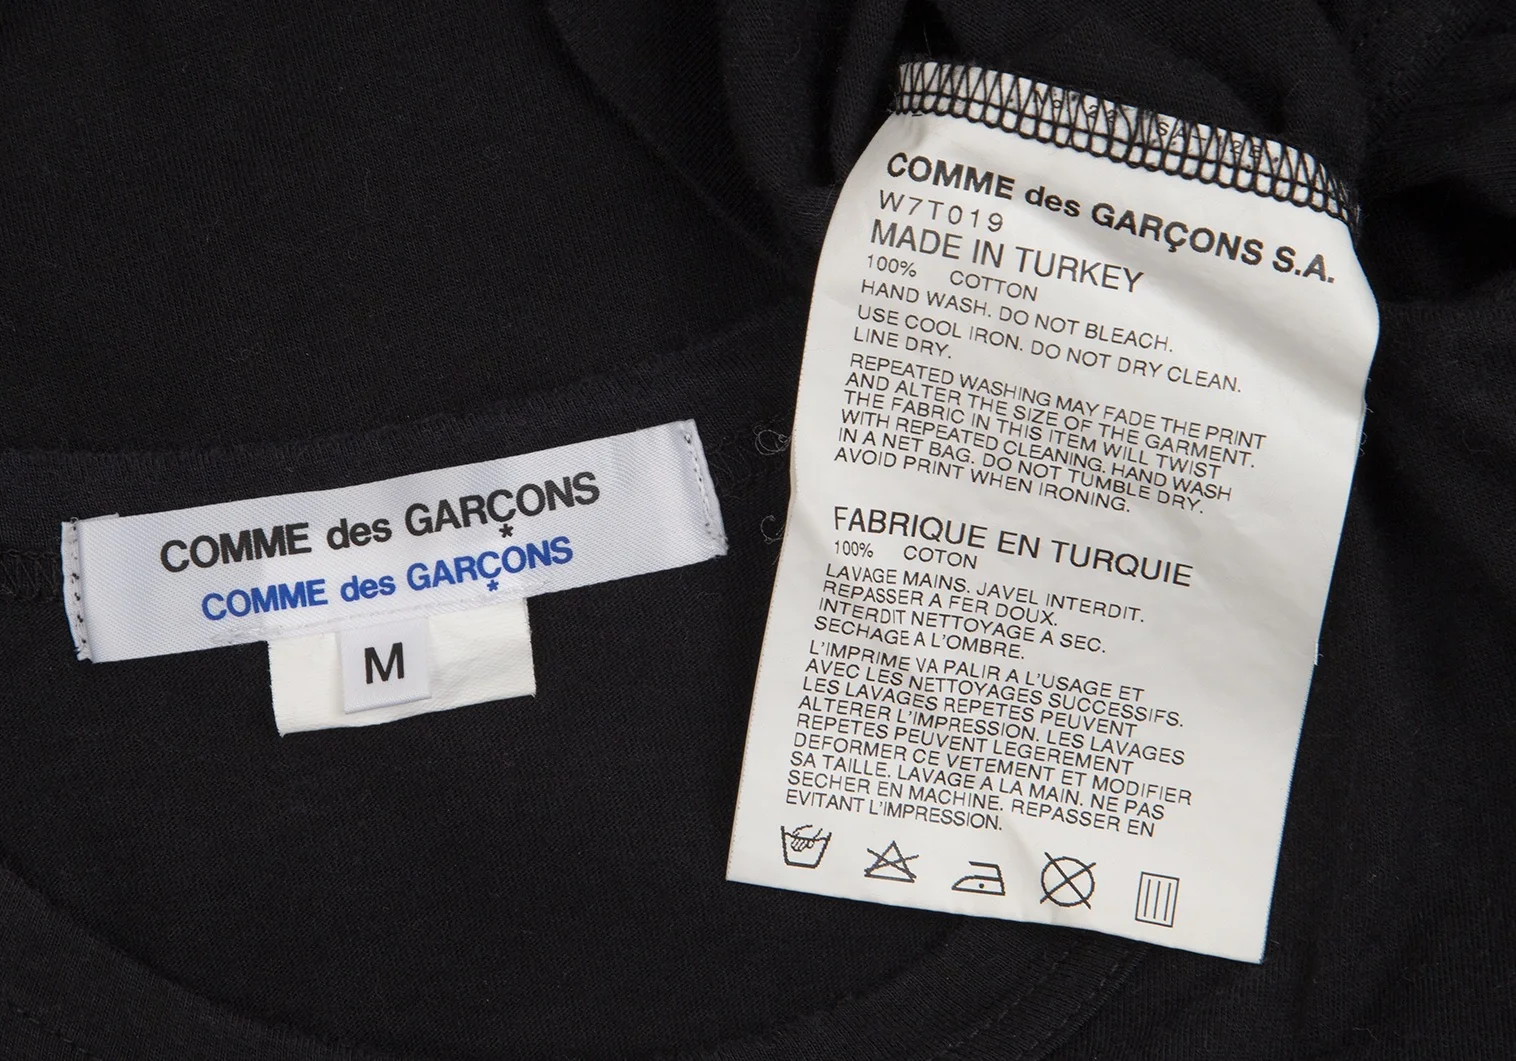 COMME des GARÇONS
*
COMME des GARÇONS
*
M
COMME des GARÇONS S.A.
W7T019
MADE IN TURKEY
100% COTTON
HAND WASH. DO NOT BLEACH.
USE COOL IRON. DO NOT DRY CLEAN.
LINE DRY.
REPEATED WASHING MAY FADE THE PRINT
AND ALTER THE SIZE OF THE GARMENT.
THE FABRIC IN THIS ITEM WILL TWIST
WITH REPEATED CLEANING. HAND WASH
IN A NET BAG. DO NOT TUMBLE DRY.
AVOID PRINT WHEN IRONING.
FABRIQUE EN TURQUIE
100% COTON
LAVAGE MAINS. JAVEL INTERDIT.
REPASSER A FER DOUX.
INTERDIT NETTOYAGE A SEC.
SECHAGE A L'OMBRE.
L'IMPRIME VA PALIR A L'USAGE ET
AVEC LES NETTOYAGES SUCCESSIFS.
LES LAVAGES REPETES PEUVENT
ALTERER L'IMPRESSION. LES LAVAGES
REPETES PEUVENT LEGEREMENT
DEFORMER CE VETEMENT ET MODIFIER
SA TAILLE. LAVAGE A LA MAIN. NE PAS
SECHER EN MACHINE. REPASSER EN
EVITANT L'IMPRESSION.